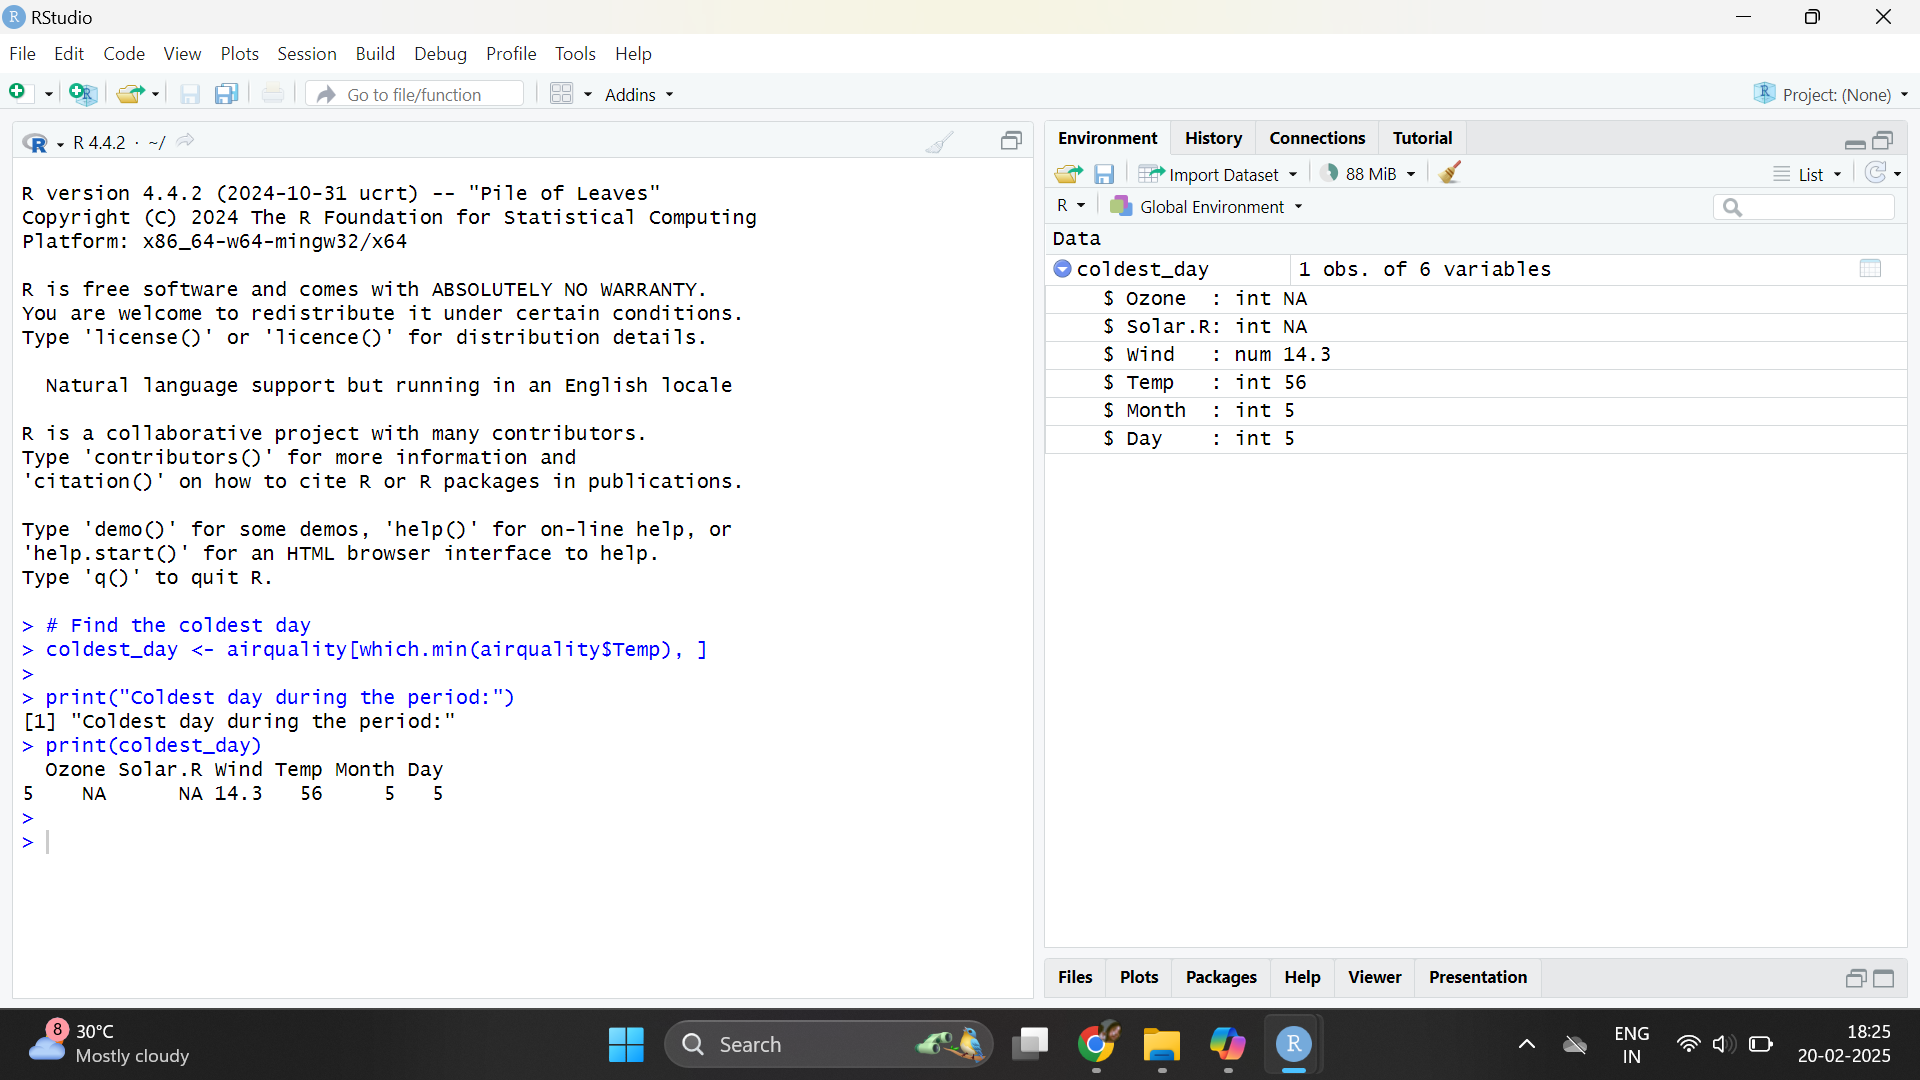 RStudio
File Edit Code View Plots Session Build Debug Profile Tools Help
Go to file/function Addins Project: (None)
R 4.4.2 · ~/
R version 4.4.2 (2024-10-31 ucrt) -- "Pile of Leaves"
Copyright (C) 2024 The R Foundation for Statistical Computing
Platform: x86_64-w64-mingw32/x64
R is free software and comes with ABSOLUTELY NO WARRANTY.
You are welcome to redistribute it under certain conditions.
Type 'license()' or 'licence()' for distribution details.
Natural language support but running in an English locale
R is a collaborative project with many contributors.
Type 'contributors()' for more information and
'citation()' on how to cite R or R packages in publications.
Type 'demo()' for some demos, 'help()' for on-line help, or
'help.start()' for an HTML browser interface to help.
Type 'q()' to quit R.
> # Find the coldest day
> coldest_day <- airquality[which.min(airquality$Temp), ]
>
> print("Coldest day during the period:")
[1] "Coldest day during the period:"
> print(coldest_day)
Ozone Solar.R Wind Temp Month Day
5 NA NA 14.3 56 5 5
>
>
Environment History Connections Tutorial
Import Dataset 88 MiB List
R Global Environment
Data
coldest_day 1 obs. of 6 variables
$ Ozone : int NA
$ Solar.R: int NA
$ Wind : num 14.3
$ Temp : int 56
$ Month : int 5
$ Day : int 5
Files Plots Packages Help Viewer Presentation
8 30°C
Mostly cloudy
Search
ENG
IN
18:25
20-02-2025